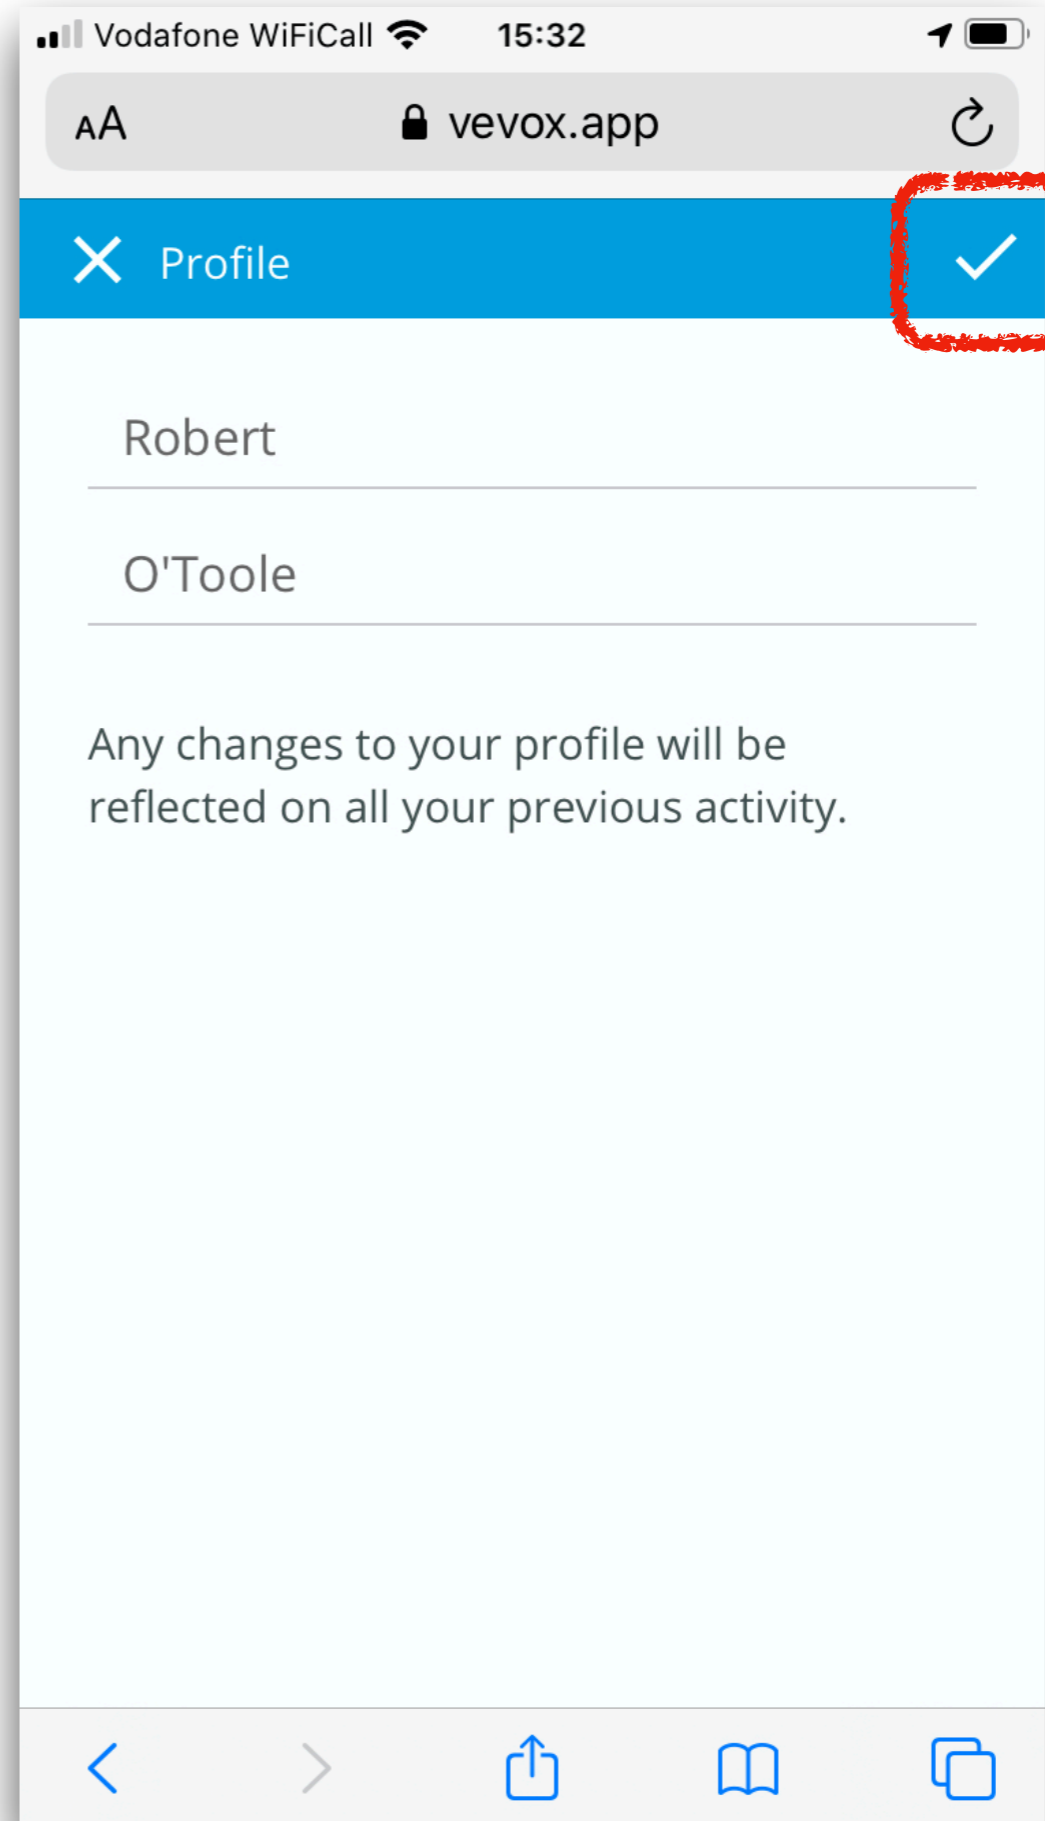 Vodafone WiFiCall 15:32
AA vevox.app
Profile
Robert
O'Toole
Any changes to your profile will be
reflected on all your previous activity.